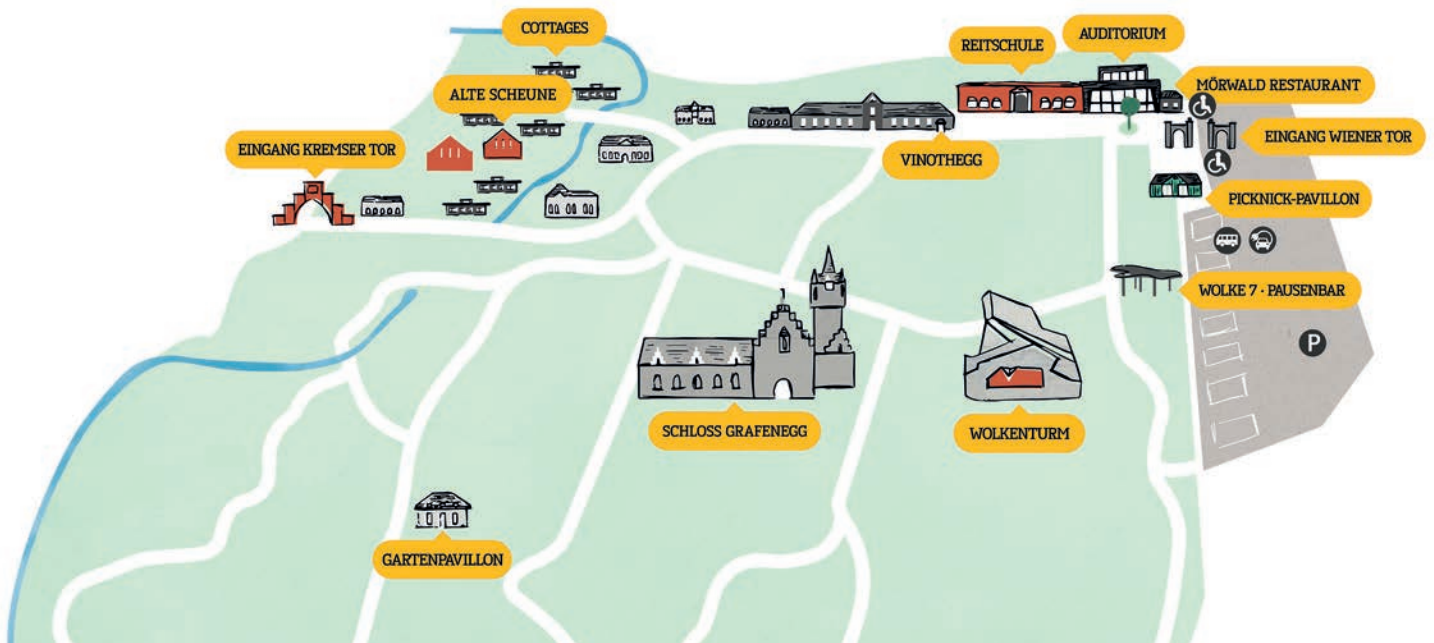 COTTAGES
AUDITORIUM
REITSCHULE
MÖRWALD RESTAURANT
ALTE SCHEUNE
EINGANG WIENER TOR
EINGANG KREMSER TOR
VINOTHEGG
PICKNICK-PAVILLON
WOLKE 7 · PAUSENBAR
P
SCHLOSS GRAFENEGG
WOLKENTURM
GARTENPAVILLON